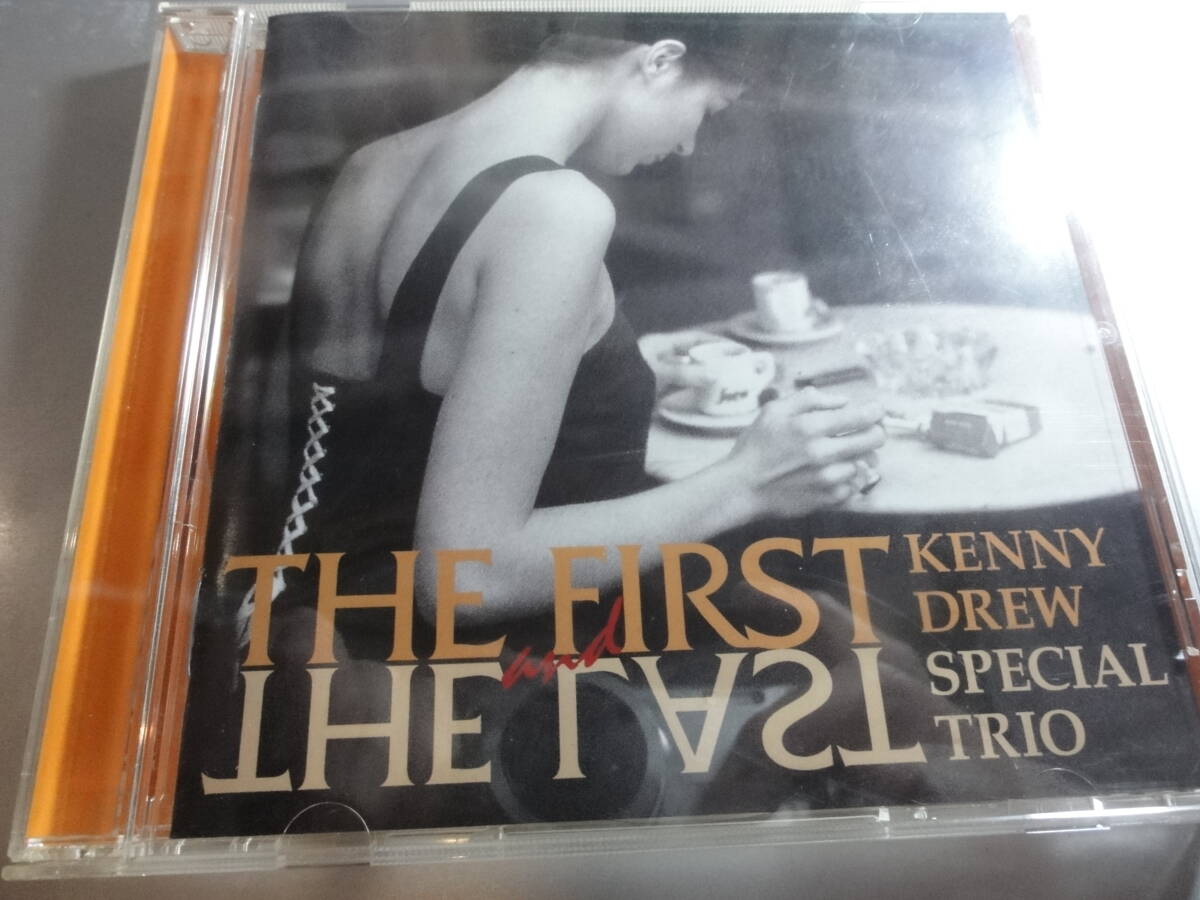 THE FIRST
and
THE LAST
KENNY
DREW
SPECIAL
TRIO